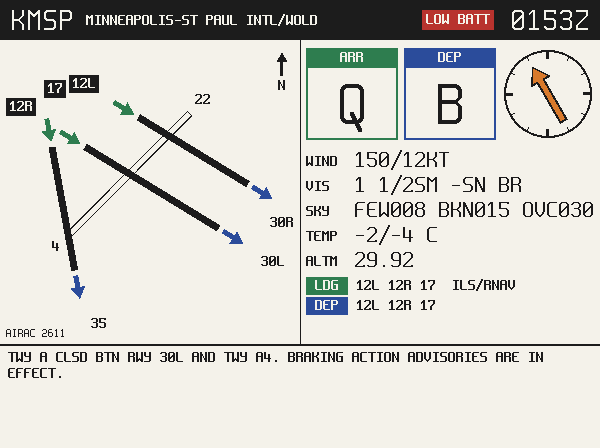 KMSP MINNEAPOLIS-ST PAUL INTL/WOLD LOW BATT 0153Z
N
12R 17 12L
22
4
30R
30L
35
AIRAC 2611
ARR DEP
Q B
WIND 150/12KT
VIS 1 1/2SM -SN BR
SKY FEW008 BKN015 OVC030
TEMP -2/-4 C
ALTM 29.92
LDG 12L 12R 17 ILS/RNAV
DEP 12L 12R 17
TWY A CLSD BTN RWY 30L AND TWY A4. BRAKING ACTION ADVISORIES ARE IN
EFFECT.